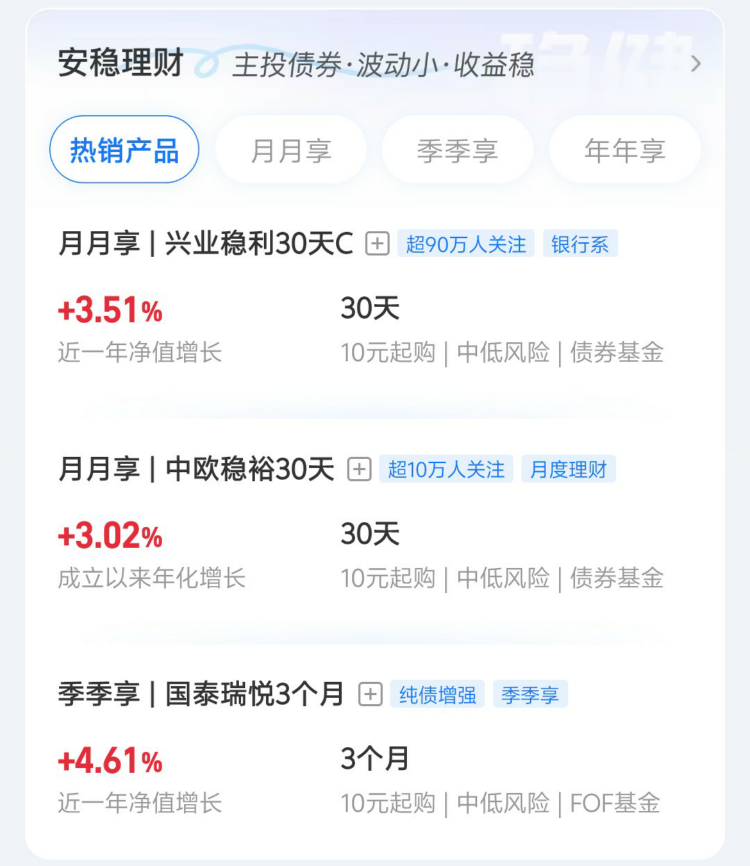 安稳理财 主投债券·波动小·收益稳
稳健
热销产品 月月享 季季享 年年享
月月享 | 兴业稳利30天C 超90万人关注 银行系
+3.51% 30天
近一年净值增长 10元起购 | 中低风险 | 债券基金
月月享 | 中欧稳裕30天 超10万人关注 月度理财
+3.02% 30天
成立以来年化增长 10元起购 | 中低风险 | 债券基金
季季享 | 国泰瑞悦3个月 纯债增强 季季享
+4.61% 3个月
近一年净值增长 10元起购 | 中低风险 | FOF基金